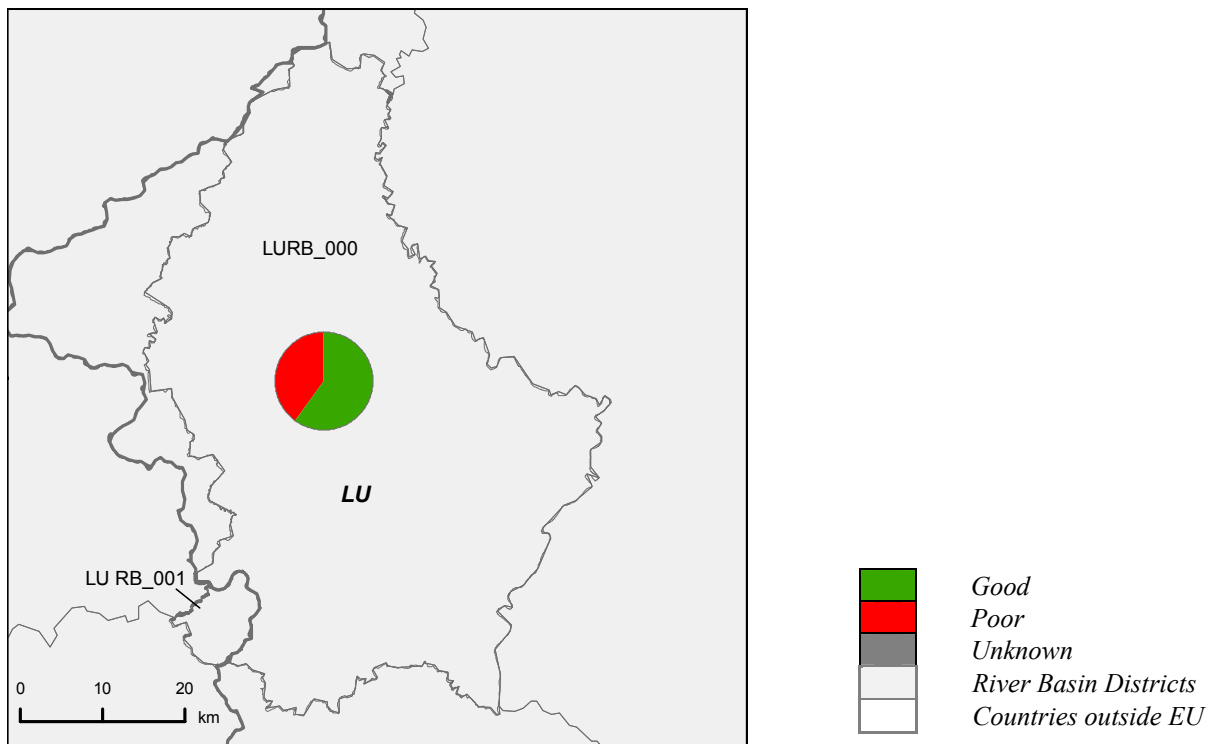 LURB_000
LU
LU RB_001
0 10 20
km
Good
Poor
Unknown
River Basin Districts
Countries outside EU